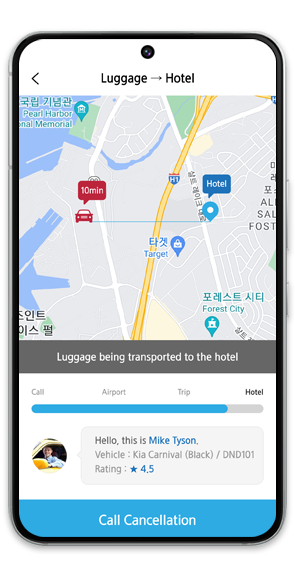 Luggage → Hotel
국립 기념관
Pearl Harbor
onal Memorial
10min
H1
Hotel
타겟
Target
AL
SAL
FOST
포레스트 시티
Forest City
조인트
이스 펄
Luggage being transported to the hotel
Call Airport Trip Hotel
Hello, this is Mike Tyson,
Vehicle : Kia Carnival (Black) / DND101
Rating : ★ 4,5
Call Cancellation